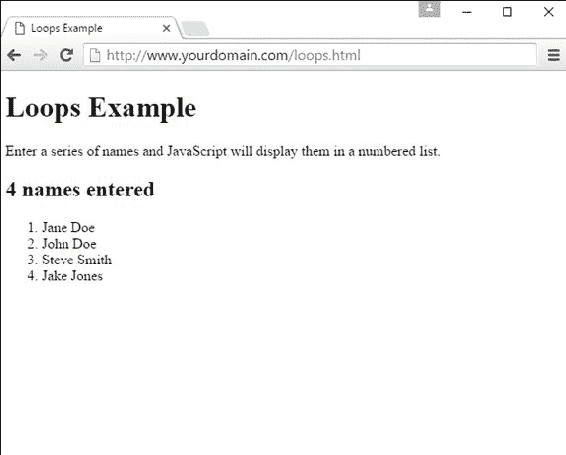 Loops Example
http://www.yourdomain.com/loops.html
Loops Example
Enter a series of names and JavaScript will display them in a numbered list.
4 names entered
1. Jane Doe
2. John Doe
3. Steve Smith
4. Jake Jones